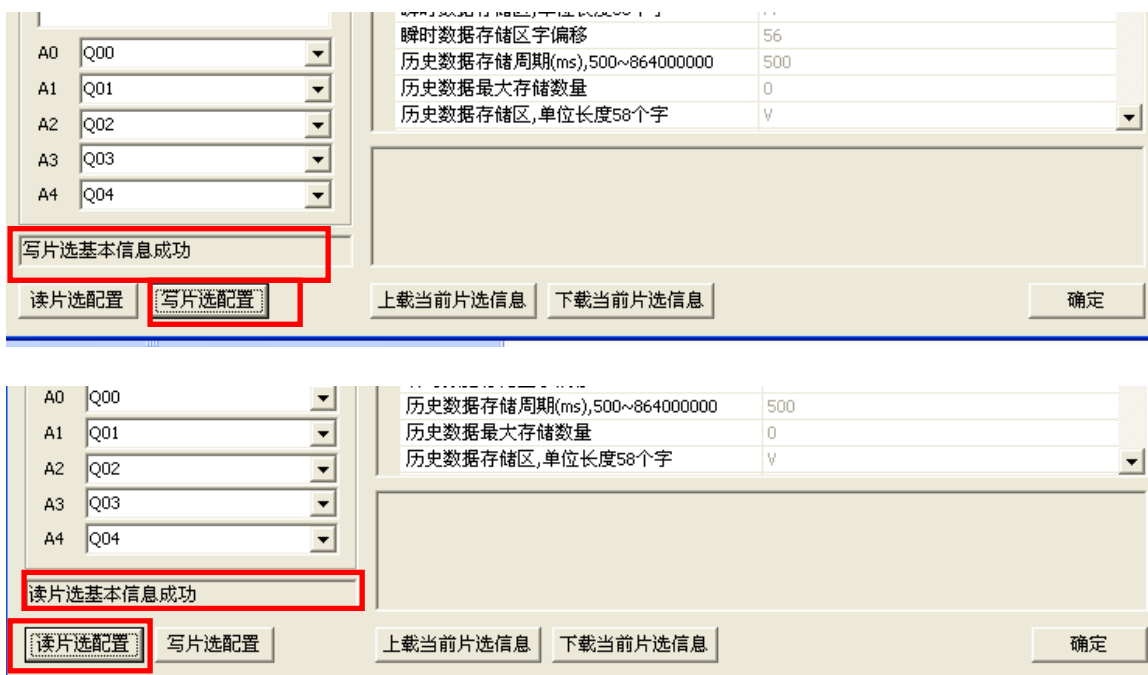 瞬时数据存储区字偏移 56
A0 Q00
历史数据存储周期(ms),500~864000000 500
A1 Q01
历史数据最大存储数量 0
A2 Q02
历史数据存储区,单位长度58个字 V
A3 Q03
A4 Q04
写片选基本信息成功
读片选配置 写片选配置 上载当前片选信息 下载当前片选信息 确定
A0 Q00
历史数据存储周期(ms),500~864000000 500
A1 Q01
历史数据最大存储数量 0
A2 Q02
历史数据存储区,单位长度58个字 V
A3 Q03
A4 Q04
读片选基本信息成功
读片选配置 写片选配置 上载当前片选信息 下载当前片选信息 确定